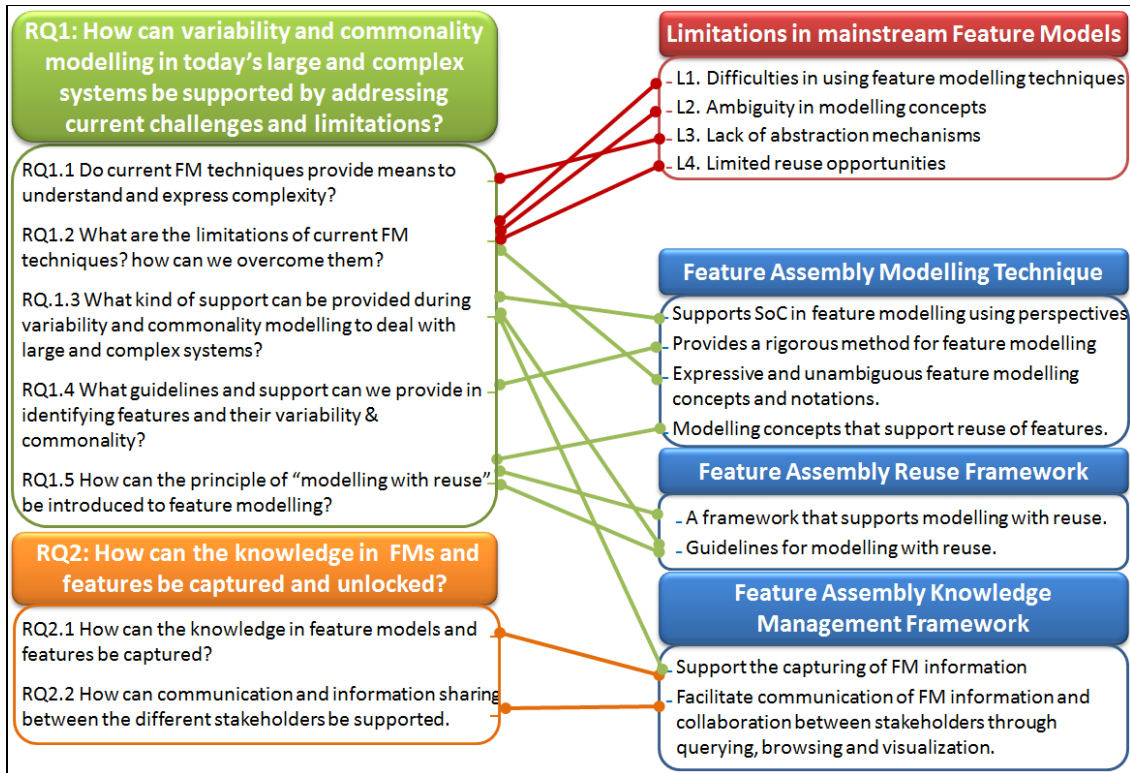 RQ1: How can variability and commonality
modelling in today's large and complex
systems be supported by addressing
current challenges and limitations?
RQ1.1 Do current FM techniques provide means to
understand and express complexity?
RQ1.2 What are the limitations of current FM
techniques? how can we overcome them?
RQ.1.3 What kind of support can be provided during
variability and commonality modelling to deal with
large and complex systems?
RQ1.4 What guidelines and support can we provide in
identifying features and their variability &
commonality?
RQ1.5 How can the principle of “modelling with reuse”
be introduced to feature modelling?
RQ2: How can the knowledge in FMs and
features be captured and unlocked?
RQ2.1 How can the knowledge in feature models and
features be captured?
RQ2.2 How can communication and information sharing
between the different stakeholders be supported.
Limitations in mainstream Feature Models
- L1. Difficulties in using feature modelling techniques
- L2. Ambiguity in modelling concepts
- L3. Lack of abstraction mechanisms
- L4. Limited reuse opportunities
Feature Assembly Modelling Technique
- Supports SoC in feature modelling using perspectives
- Provides a rigorous method for feature modelling
- Expressive and unambiguous feature modelling
concepts and notations.
- Modelling concepts that support reuse of features.
Feature Assembly Reuse Framework
- A framework that supports modelling with reuse.
- Guidelines for modelling with reuse.
Feature Assembly Knowledge
Management Framework
- Support the capturing of FM information
- Facilitate communication of FM information and
collaboration between stakeholders through
querying, browsing and visualization.